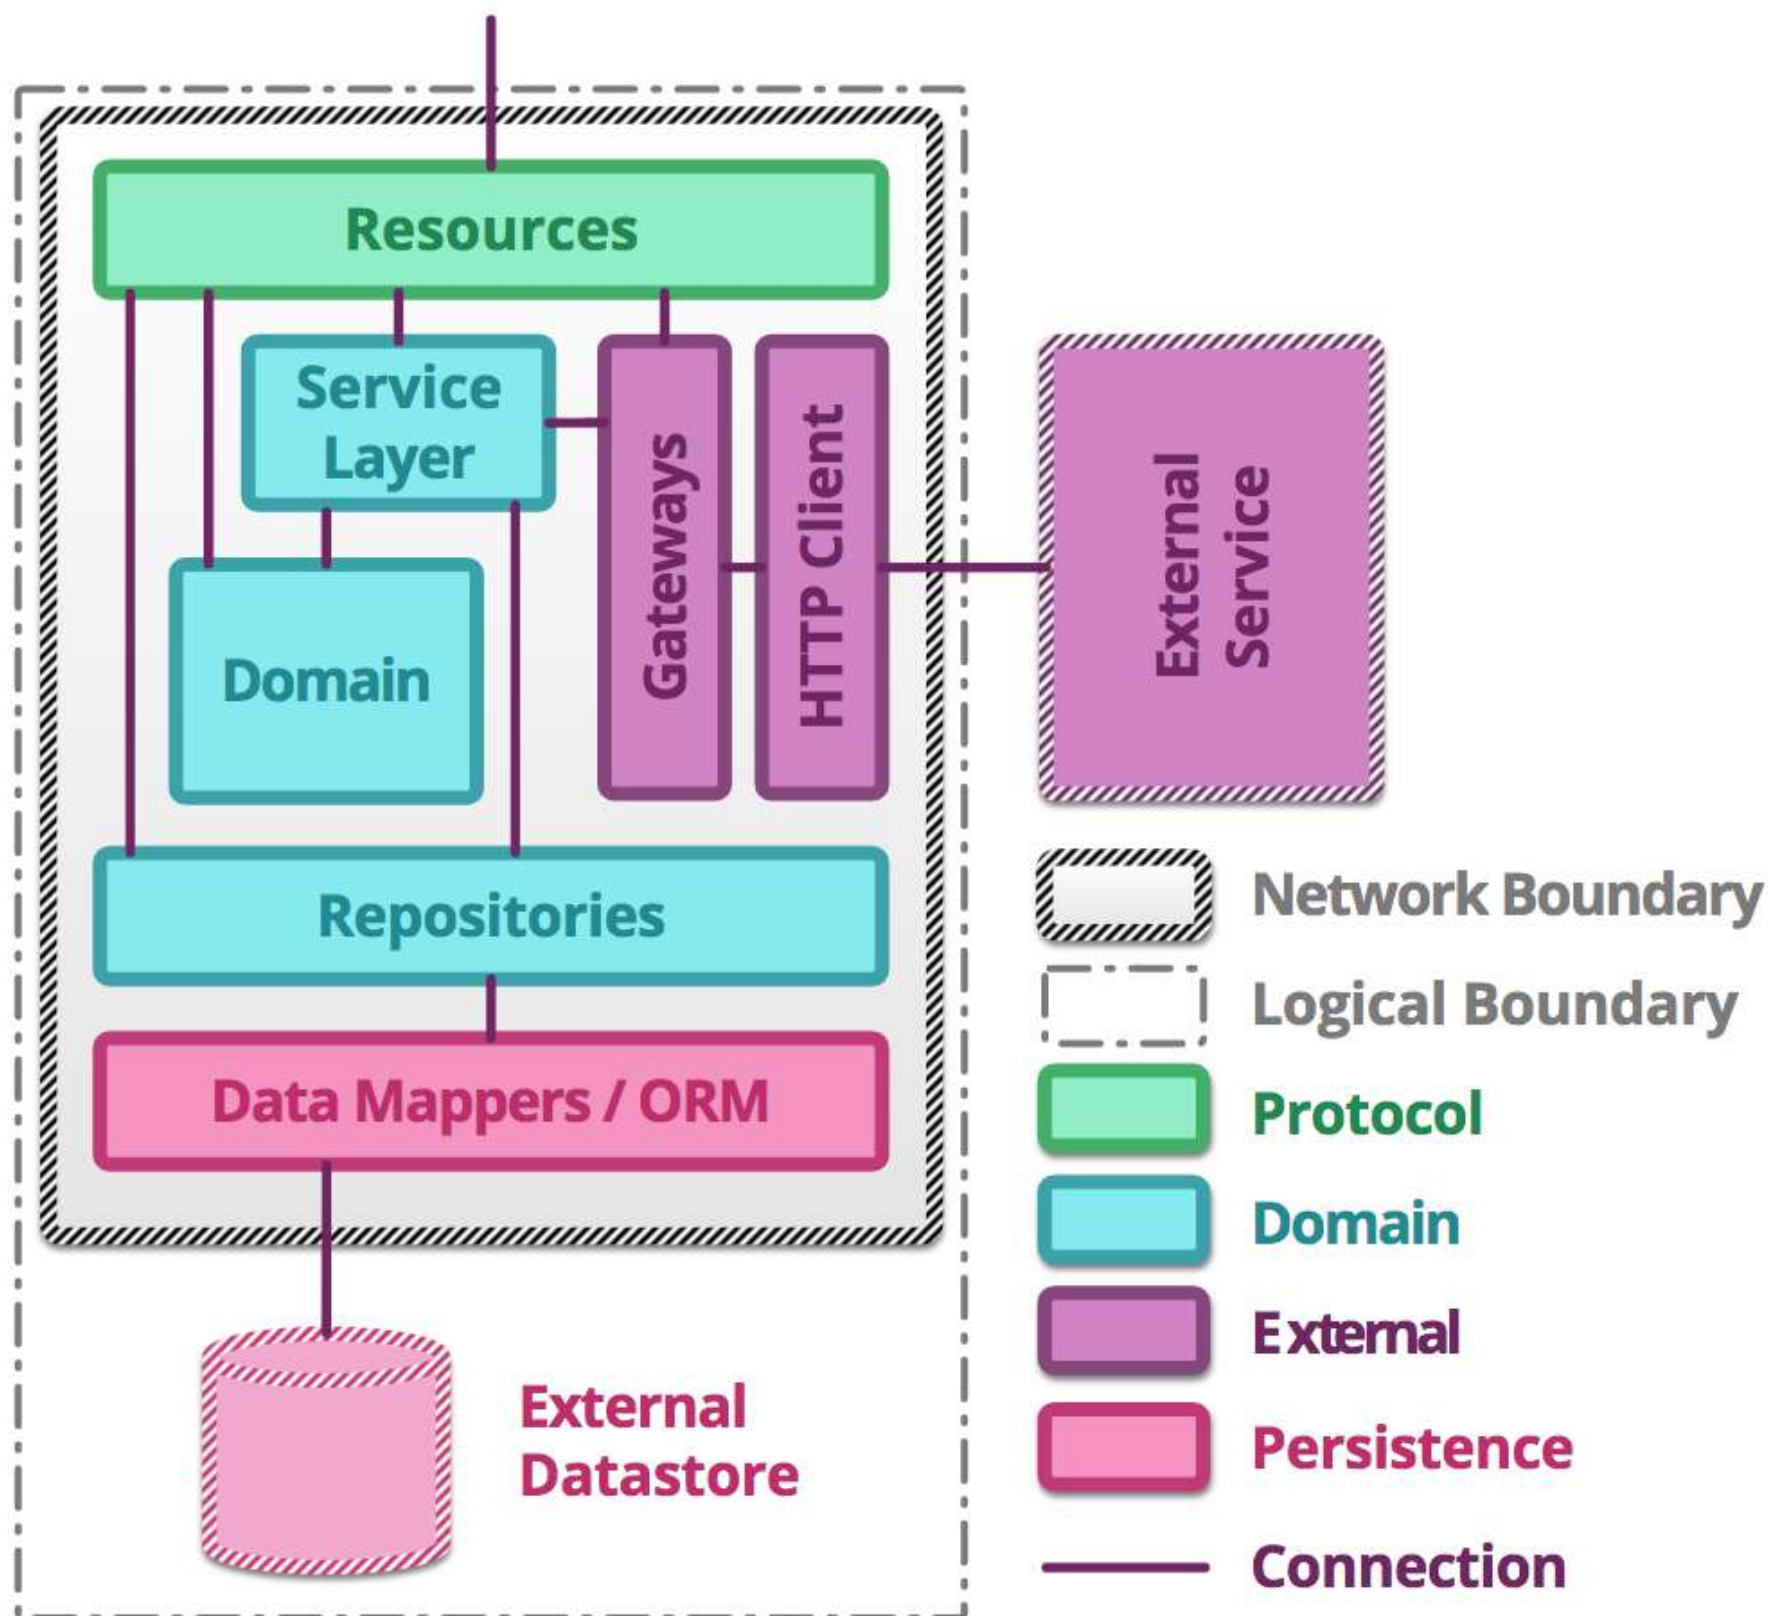 Resources
Service
Layer
Gateways
HTTP Client
External
Service
Domain
Repositories
Data Mappers / ORM
External
Datastore
Network Boundary
Logical Boundary
Protocol
Domain
External
Persistence
Connection